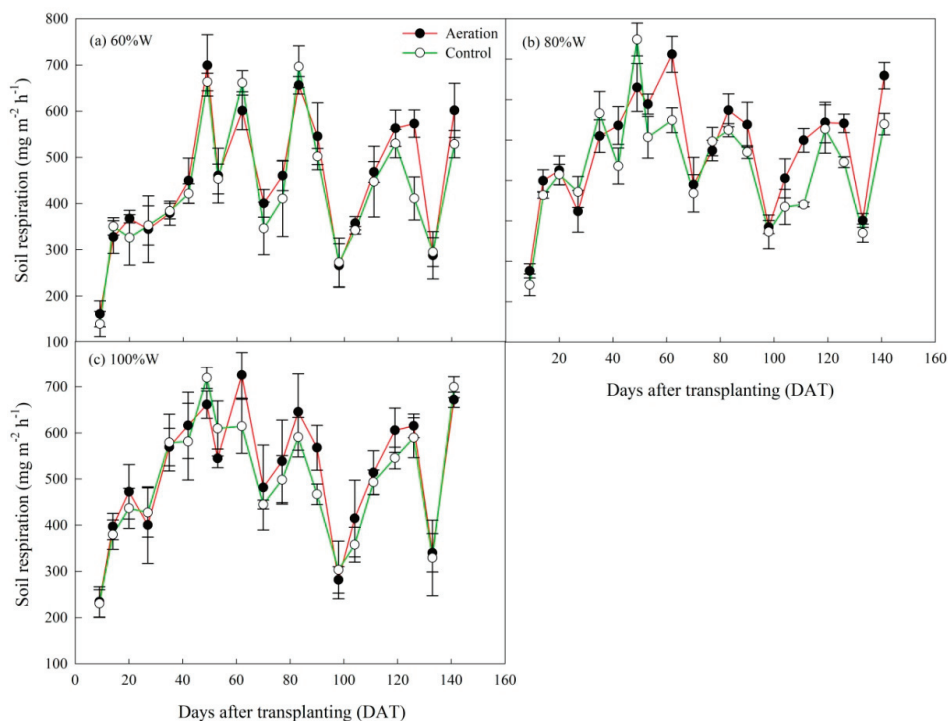 (a) 60%W
Aeration
Control
(b) 80%W
800
700
600
500
400
300
200
100
Soil respiration (mg m⁻² h⁻¹)
0 20 40 60 80 100 120 140 160
Days after transplanting (DAT)
(c) 100%W
700
600
500
400
300
200
100
Soil respiration (mg m⁻² h⁻¹)
0 20 40 60 80 100 120 140 160
Days after transplanting (DAT)